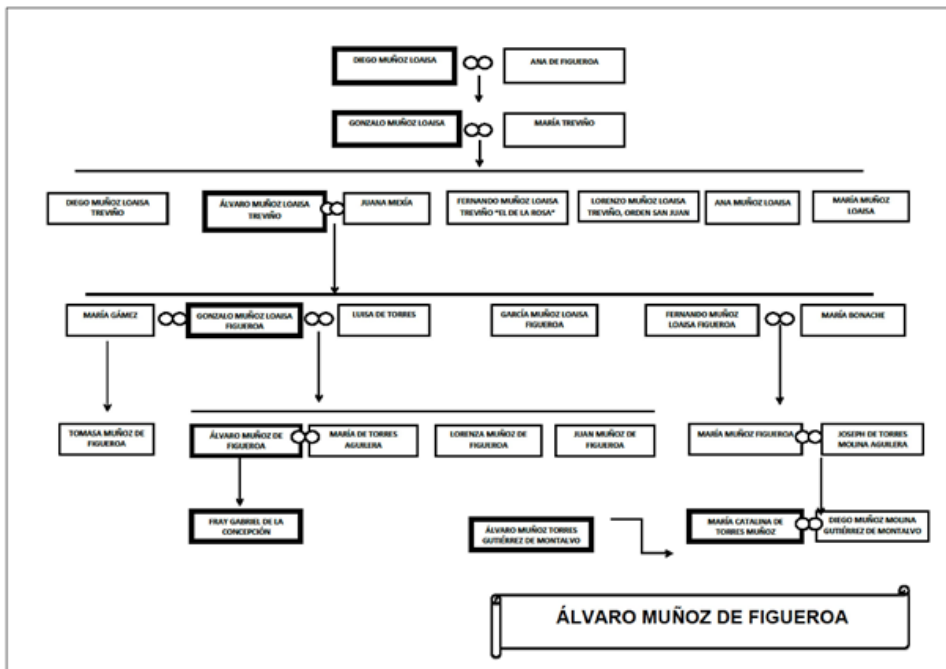 DIEGO MUÑOZ LOAISA
ANA DE FIGUEROA
GONZALO MUÑOZ LOAISA
MARÍA TREVIÑO
DIEGO MUÑOZ LOAISA
TREVIÑO
ÁLVARO MUÑOZ LOAISA
TREVIÑO
JUANA MEXÍA
FERNANDO MUÑOZ LOAISA
TREVIÑO "EL DE LA ROSA"
LORENZO MUÑOZ LOAISA
TREVIÑO, ORDEN SAN JUAN
ANA MUÑOZ LOAISA
MARÍA MUÑOZ
LOAISA
MARÍA GÁMEZ
GONZALO MUÑOZ LOAISA
FIGUEROA
LUISA DE TORRES
GARCÍA MUÑOZ LOAISA
FIGUEROA
FERNANDO MUÑOZ
LOAISA FIGUEROA
MARÍA BONACHE
TOMASA MUÑOZ DE
FIGUEROA
ÁLVARO MUÑOZ DE
FIGUEROA
MARÍA DE TORRES
AGUILERA
LORENZA MUÑOZ DE
FIGUEROA
JUAN MUÑOZ DE
FIGUEROA
MARÍA MUÑOZ FIGUEROA
JOSEPH DE TORRES
MOLINA AGUILERA
FRAY GABRIEL DE LA
CONCEPCIÓN
ÁLVARO MUÑOZ TORRES
GUTIÉRREZ DE MONTALVO
MARÍA CATALINA DE
TORRES MUÑOZ
DIEGO MUÑOZ MOLINA
GUTIÉRREZ DE MONTALVO
ÁLVARO MUÑOZ DE FIGUEROA